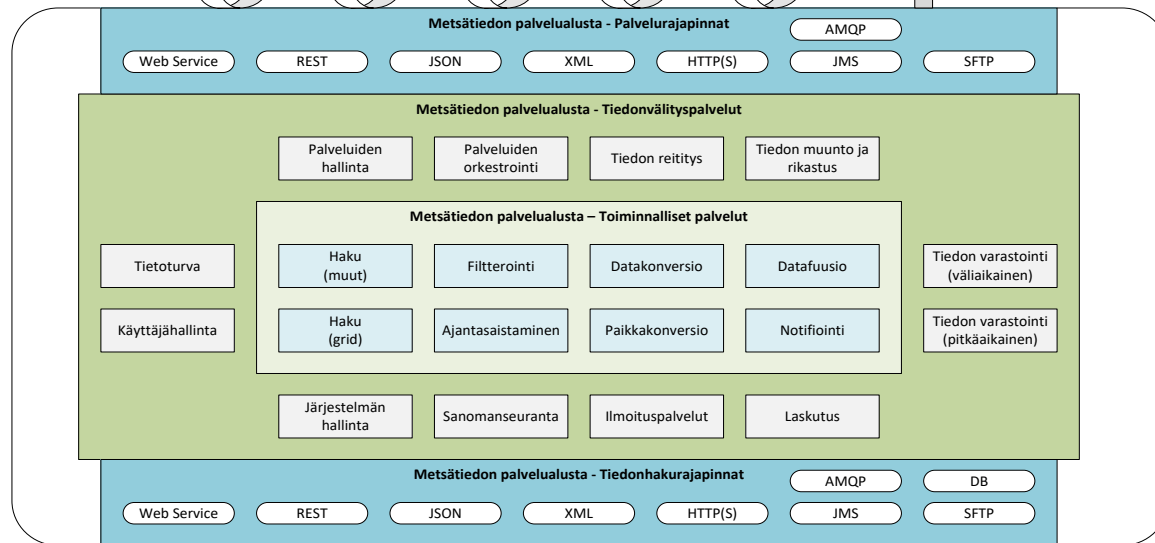 Metsätiedon palvelualusta - Palvelurajapinnat
AMQP
Web Service
REST
JSON
XML
HTTP(S)
JMS
SFTP
Metsätiedon palvelualusta - Tiedonvälityspalvelut
Palveluiden
hallinta
Palveluiden
orkestrointi
Tiedon reititys
Tiedon muunto ja
rikastus
Metsätiedon palvelualusta – Toiminnalliset palvelut
Tietoturva
Haku
(muut)
Filtterointi
Datakonversio
Datafuusio
Tiedon varastointi
(väliaikainen)
Käyttäjähallinta
Haku
(grid)
Ajantasaistaminen
Paikkakonversio
Notifiointi
Tiedon varastointi
(pitkäaikainen)
Järjestelmän
hallinta
Sanomanseuranta
Ilmoituspalvelut
Laskutus
Metsätiedon palvelualusta - Tiedonhakurajapinnat
AMQP
DB
Web Service
REST
JSON
XML
HTTP(S)
JMS
SFTP